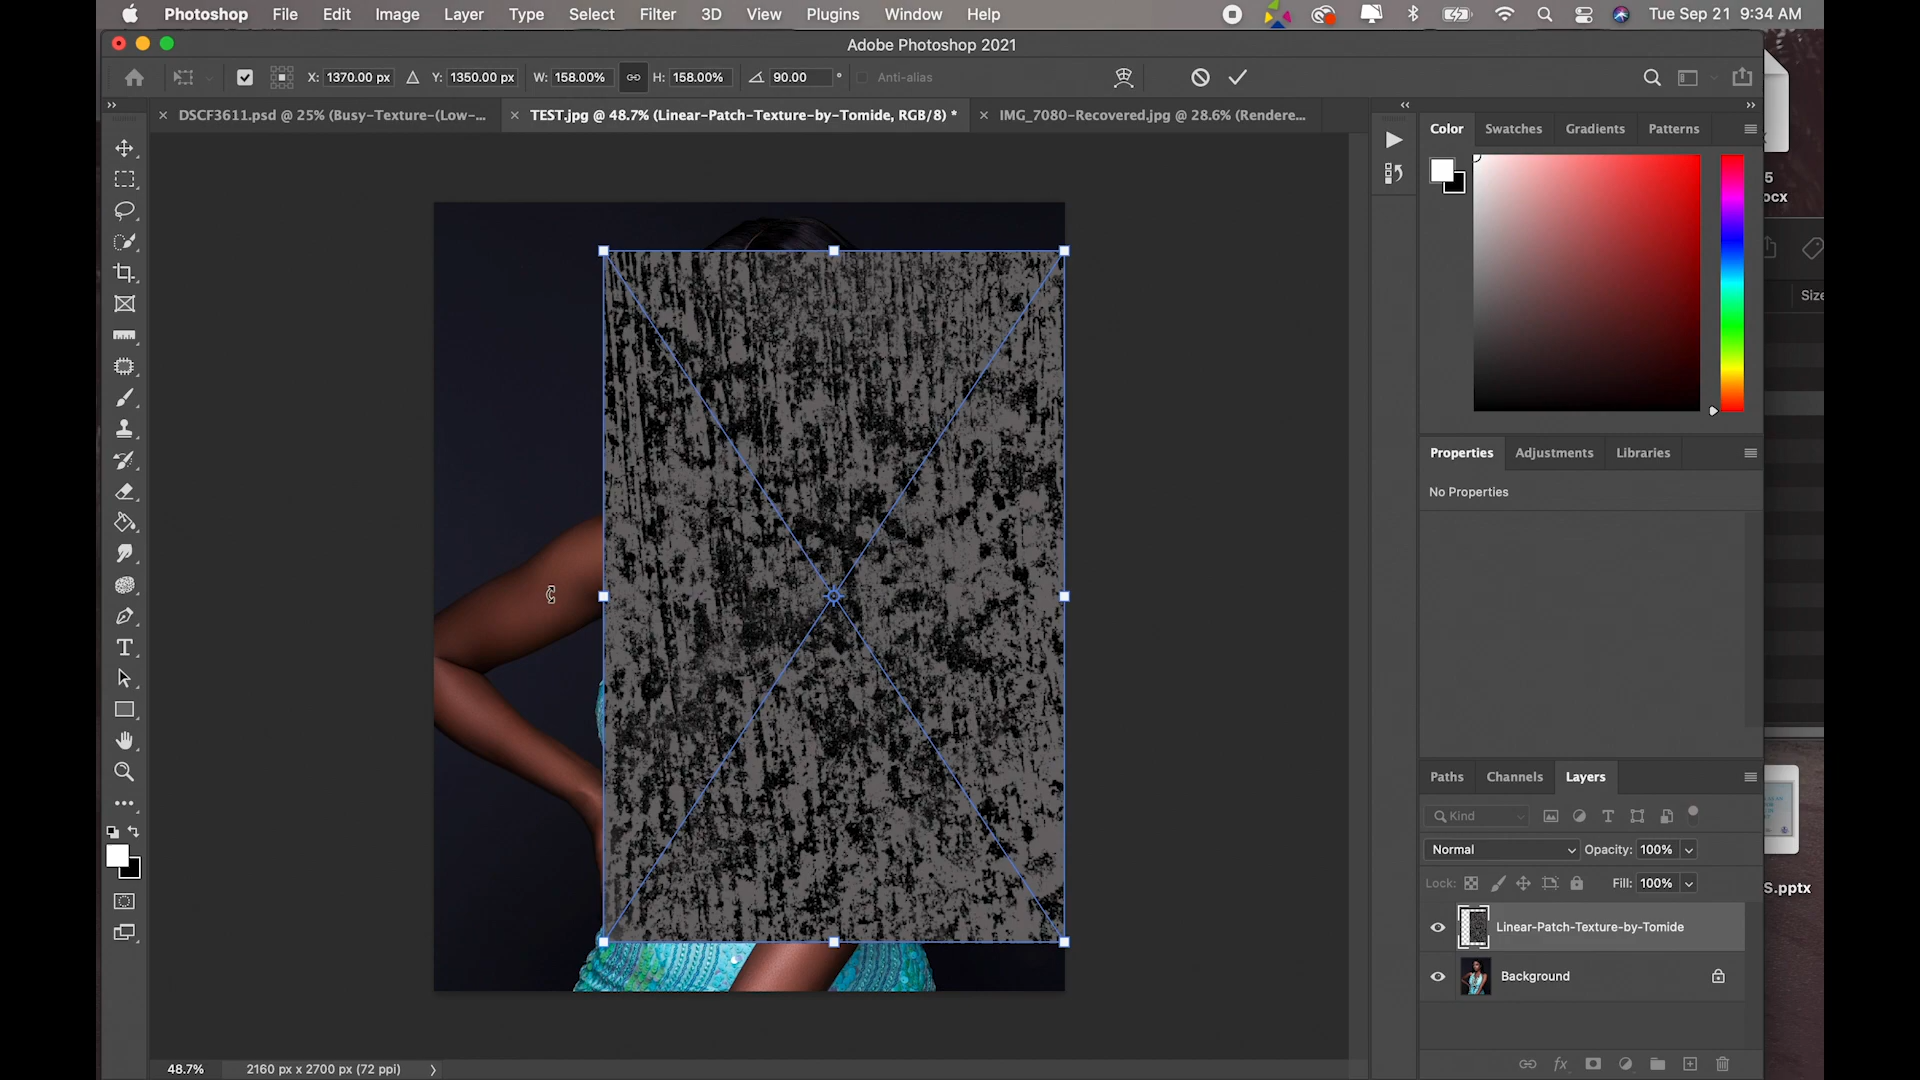 Photoshop File Edit Image Layer Type Select Filter 3D View Plugins Window Help Tue Sep 21 9:34 AM
Adobe Photoshop 2021
X: 1370.00 px Y: 1350.00 px W: 158.00% H: 158.00% 90.00 ° Anti-alias
DSCF3611.psd @ 25% (Busy-Texture-(Low-... TEST.jpg @ 48.7% (Linear-Patch-Texture-by-Tomide, RGB/8) * IMG_7080-Recovered.jpg @ 28.6% (Rendere...
Color Swatches Gradients Patterns
5
ocx
Size
Properties Adjustments Libraries
No Properties
Paths Channels Layers
Kind
Normal Opacity: 100%
Lock: Fill: 100%
S.pptx
Linear-Patch-Texture-by-Tomide
Background
48.7% 2160 px x 2700 px (72 ppi)